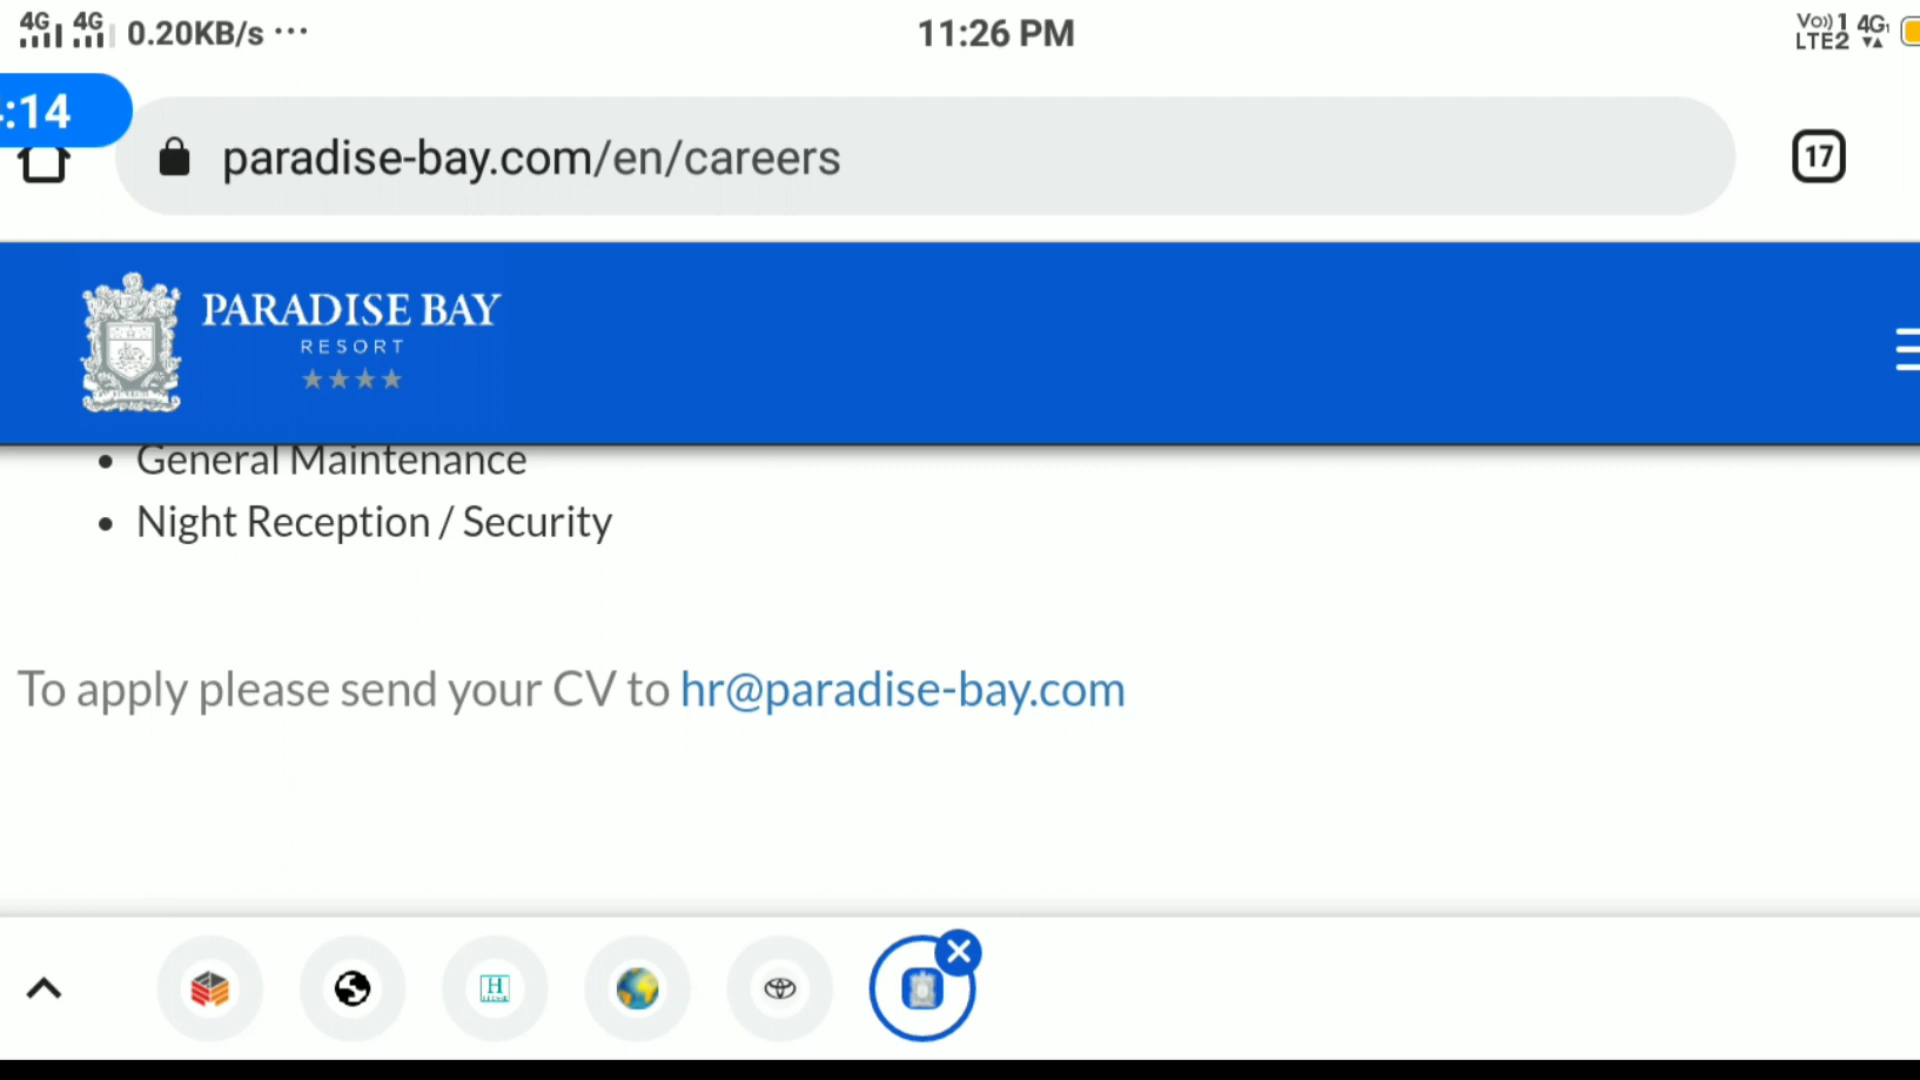 4G 4G 0.20KB/s ... 11:26 PM Vo)) 1 4G
LTE2
:14
paradise-bay.com/en/careers 17
PARADISE BAY
RESORT
• General Maintenance
• Night Reception / Security
To apply please send your CV to hr@paradise-bay.com
H